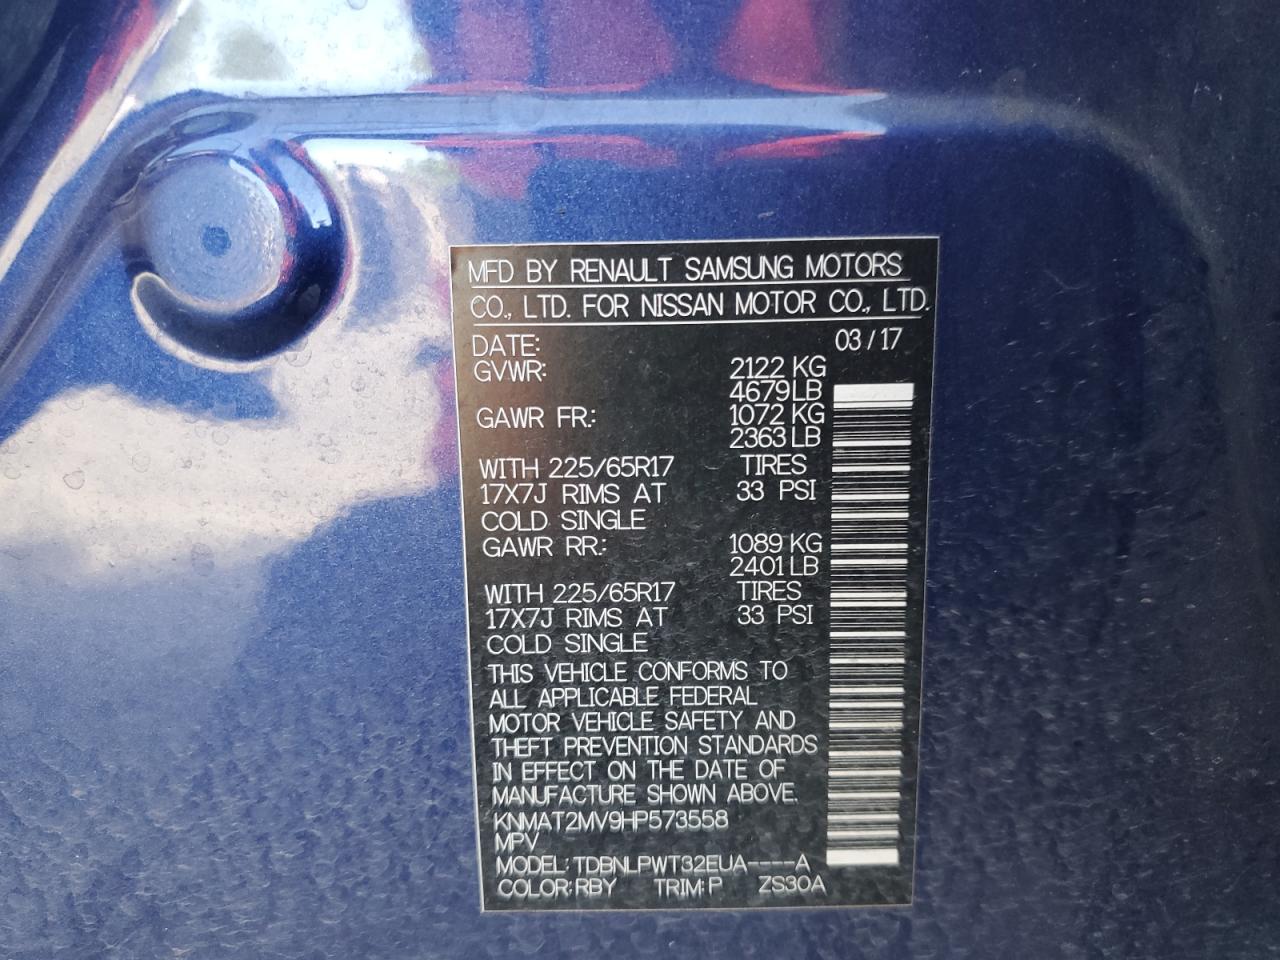 MFD BY RENAULT SAMSUNG MOTORS
CO., LTD. FOR NISSAN MOTOR CO., LTD.
DATE: 03/17
GVWR: 2122 KG
4679 LB
GAWR FR.: 1072 KG
2363 LB
WITH 225/65R17 TIRES
17X7J RIMS AT 33 PSI
COLD SINGLE
GAWR RR.: 1089 KG
2401 LB
WITH 225/65R17 TIRES
17X7J RIMS AT 33 PSI
COLD SINGLE
THIS VEHICLE CONFORMS TO
ALL APPLICABLE FEDERAL
MOTOR VEHICLE SAFETY AND
THEFT PREVENTION STANDARDS
IN EFFECT ON THE DATE OF
MANUFACTURE SHOWN ABOVE.
KNMAT2MV9HP573558
MPV
MODEL: TDBNLPWT32EUA----A
COLOR: RBY TRIM: P ZS30A